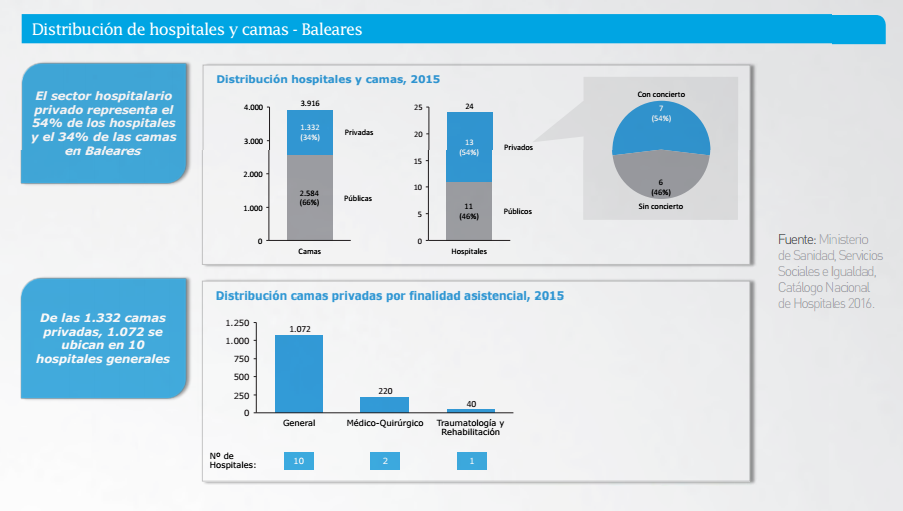 Distribución de hospitales y camas - Baleares
El sector hospitalario
privado representa el
54% de los hospitales
y el 34% de las camas
en Baleares
Distribución hospitales y camas, 2015
4.000
3.000
2.000
1.000
0
3.916
1.332
(34%)
Privadas
2.584
(66%)
Públicas
Camas
25
20
15
10
5
0
24
13
(54%)
Privados
11
(46%)
Públicos
Hospitales
Con concierto
7
(54%)
6
(46%)
Sin concierto
Fuente: Ministerio
de Sanidad, Servicios
Sociales e Igualdad,
Catálogo Nacional
de Hospitales 2016.
De las 1.332 camas
privadas, 1.072 se
ubican en 10
hospitales generales
Distribución camas privadas por finalidad asistencial, 2015
1.250
1.000
750
500
250
0
1.072
220
40
General
Médico-Quirúrgico
Traumatología y
Rehabilitación
Nº de
Hospitales:
10
2
1